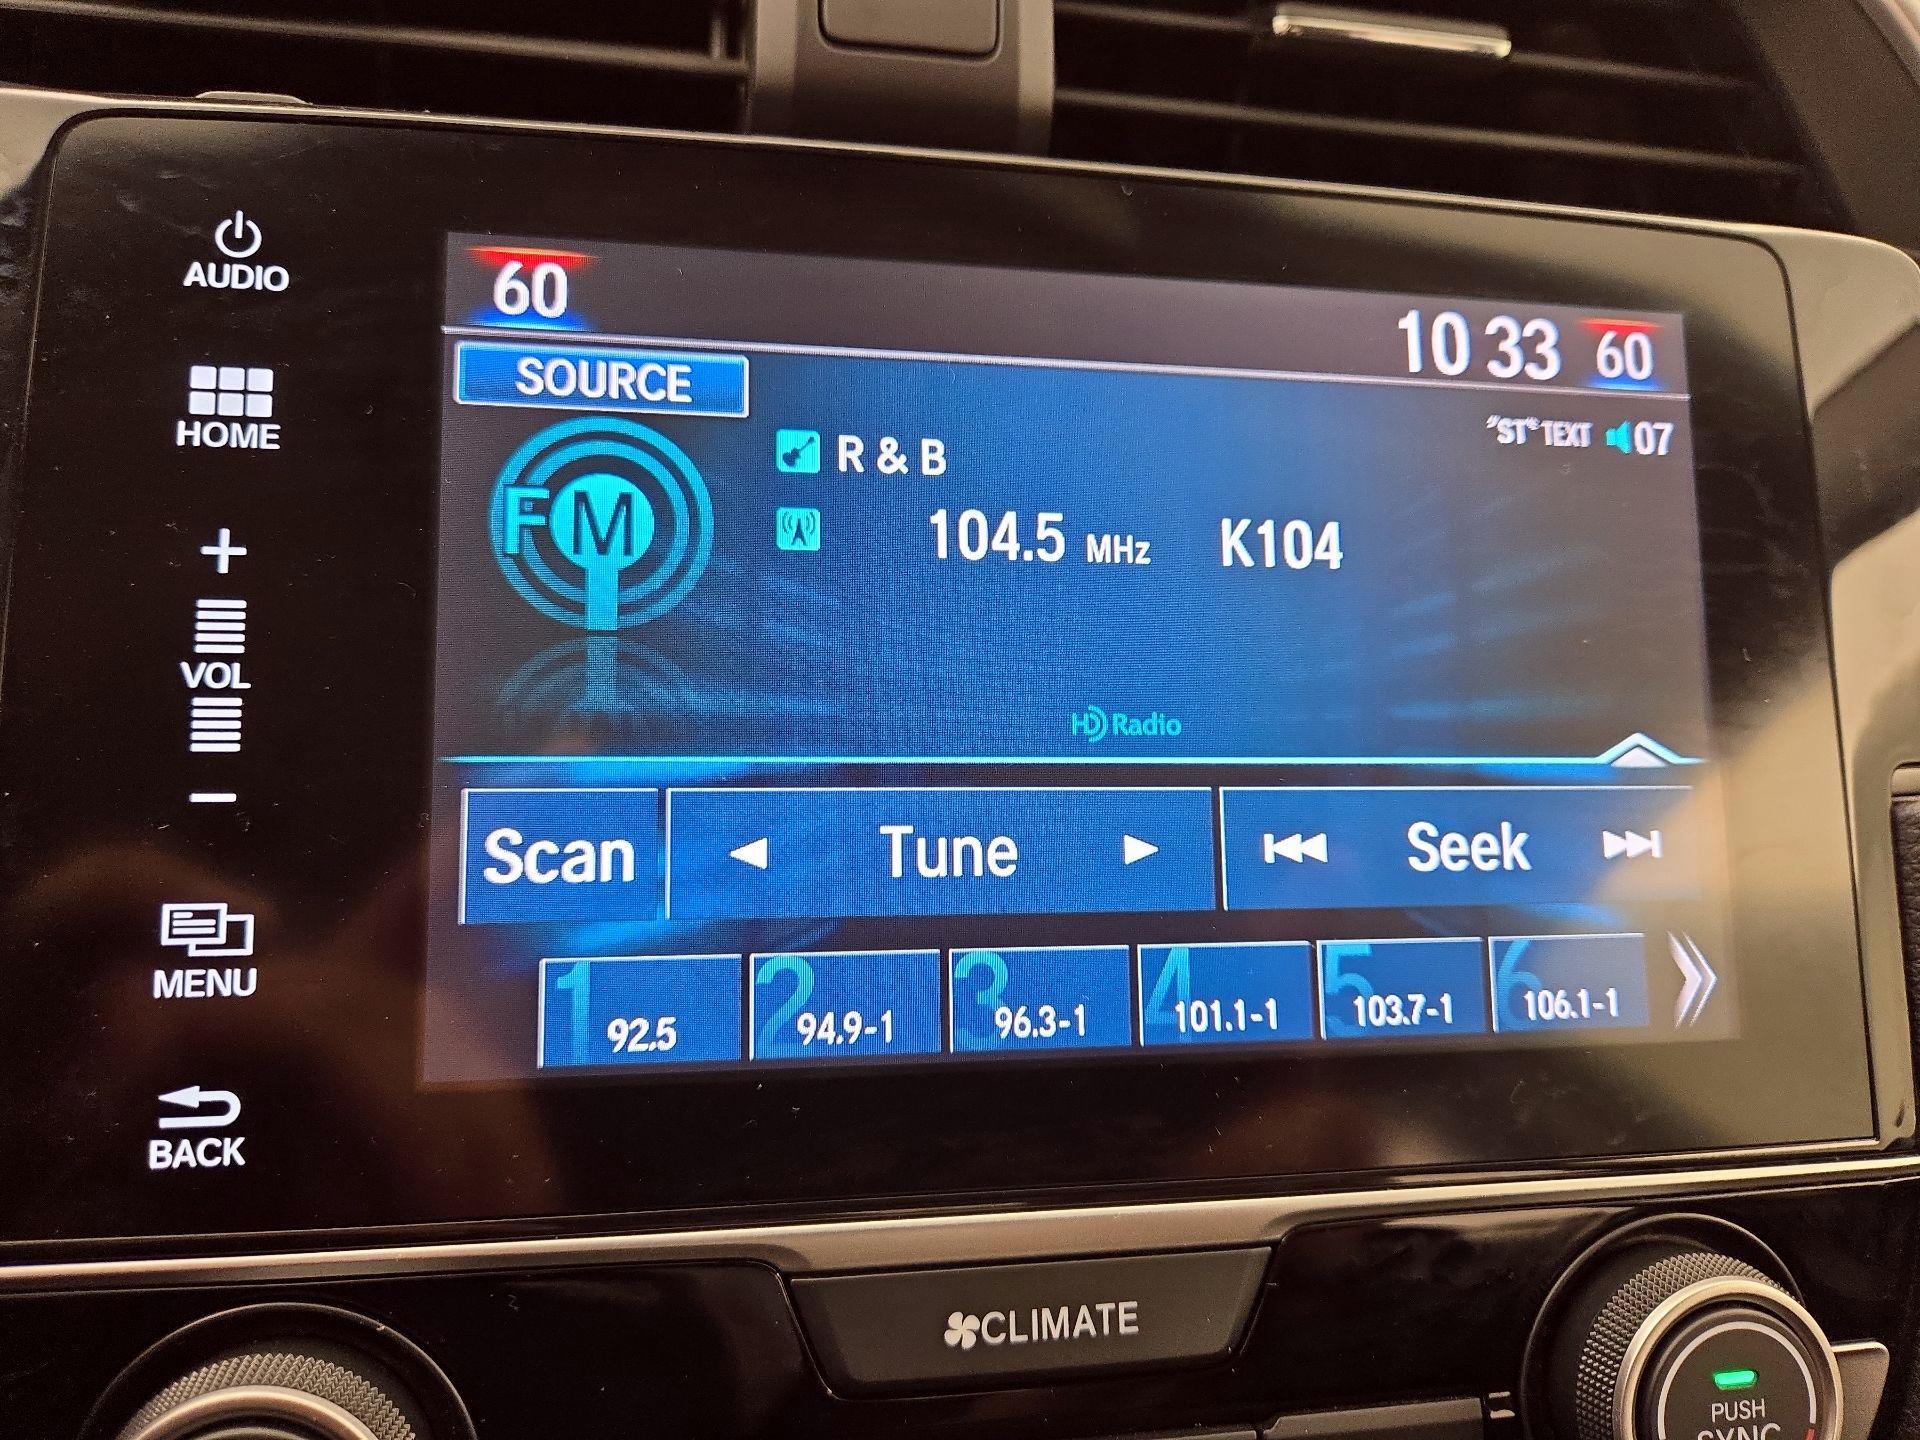 AUDIO
HOME
+
VOL
−
MENU
BACK
60
10 33 60
SOURCE
"ST" TEXT 07
FM
R & B
104.5 MHz K104
HD Radio
Scan
Tune
Seek
1 92.5
2 94.9-1
3 96.3-1
4 101.1-1
5 103.7-1
6 106.1-1
CLIMATE
PUSH
SYNC